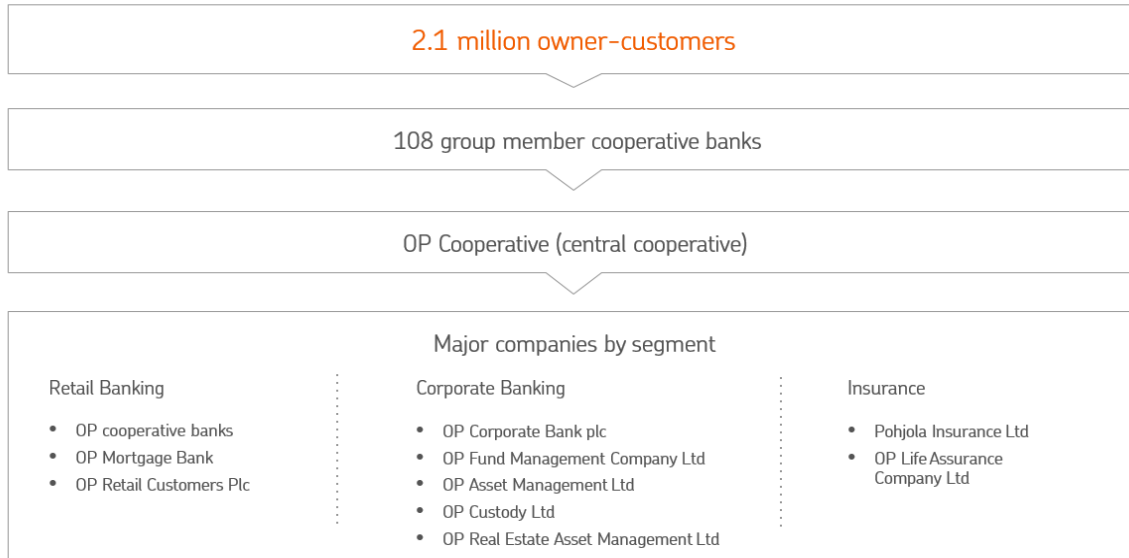 2.1 million owner-customers
108 group member cooperative banks
OP Cooperative (central cooperative)
Major companies by segment
Retail Banking
• OP cooperative banks
• OP Mortgage Bank
• OP Retail Customers Plc
Corporate Banking
• OP Corporate Bank plc
• OP Fund Management Company Ltd
• OP Asset Management Ltd
• OP Custody Ltd
• OP Real Estate Asset Management Ltd
Insurance
• Pohjola Insurance Ltd
• OP Life Assurance
Company Ltd